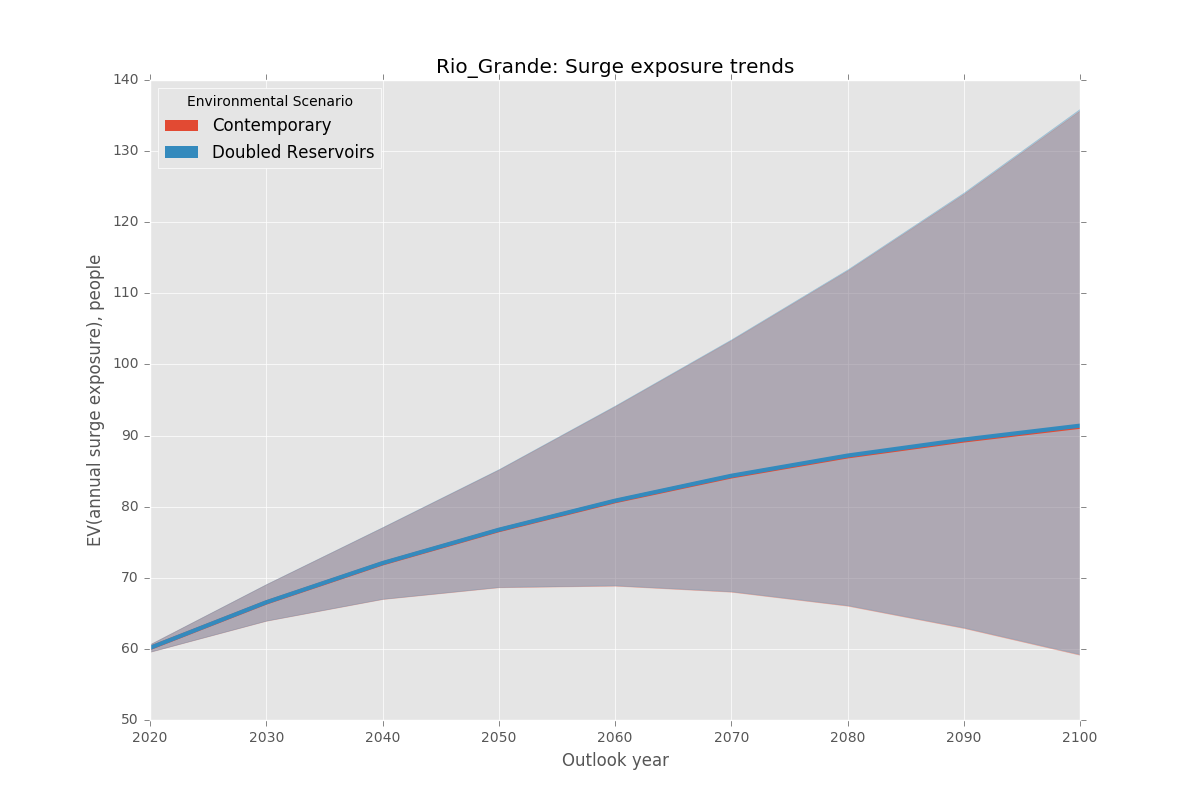 Rio_Grande: Surge exposure trends
Environmental Scenario
Contemporary
Doubled Reservoirs
EV(annual surge exposure), people
140
130
120
110
100
90
80
70
60
50
2020 2030 2040 2050 2060 2070 2080 2090 2100
Outlook year